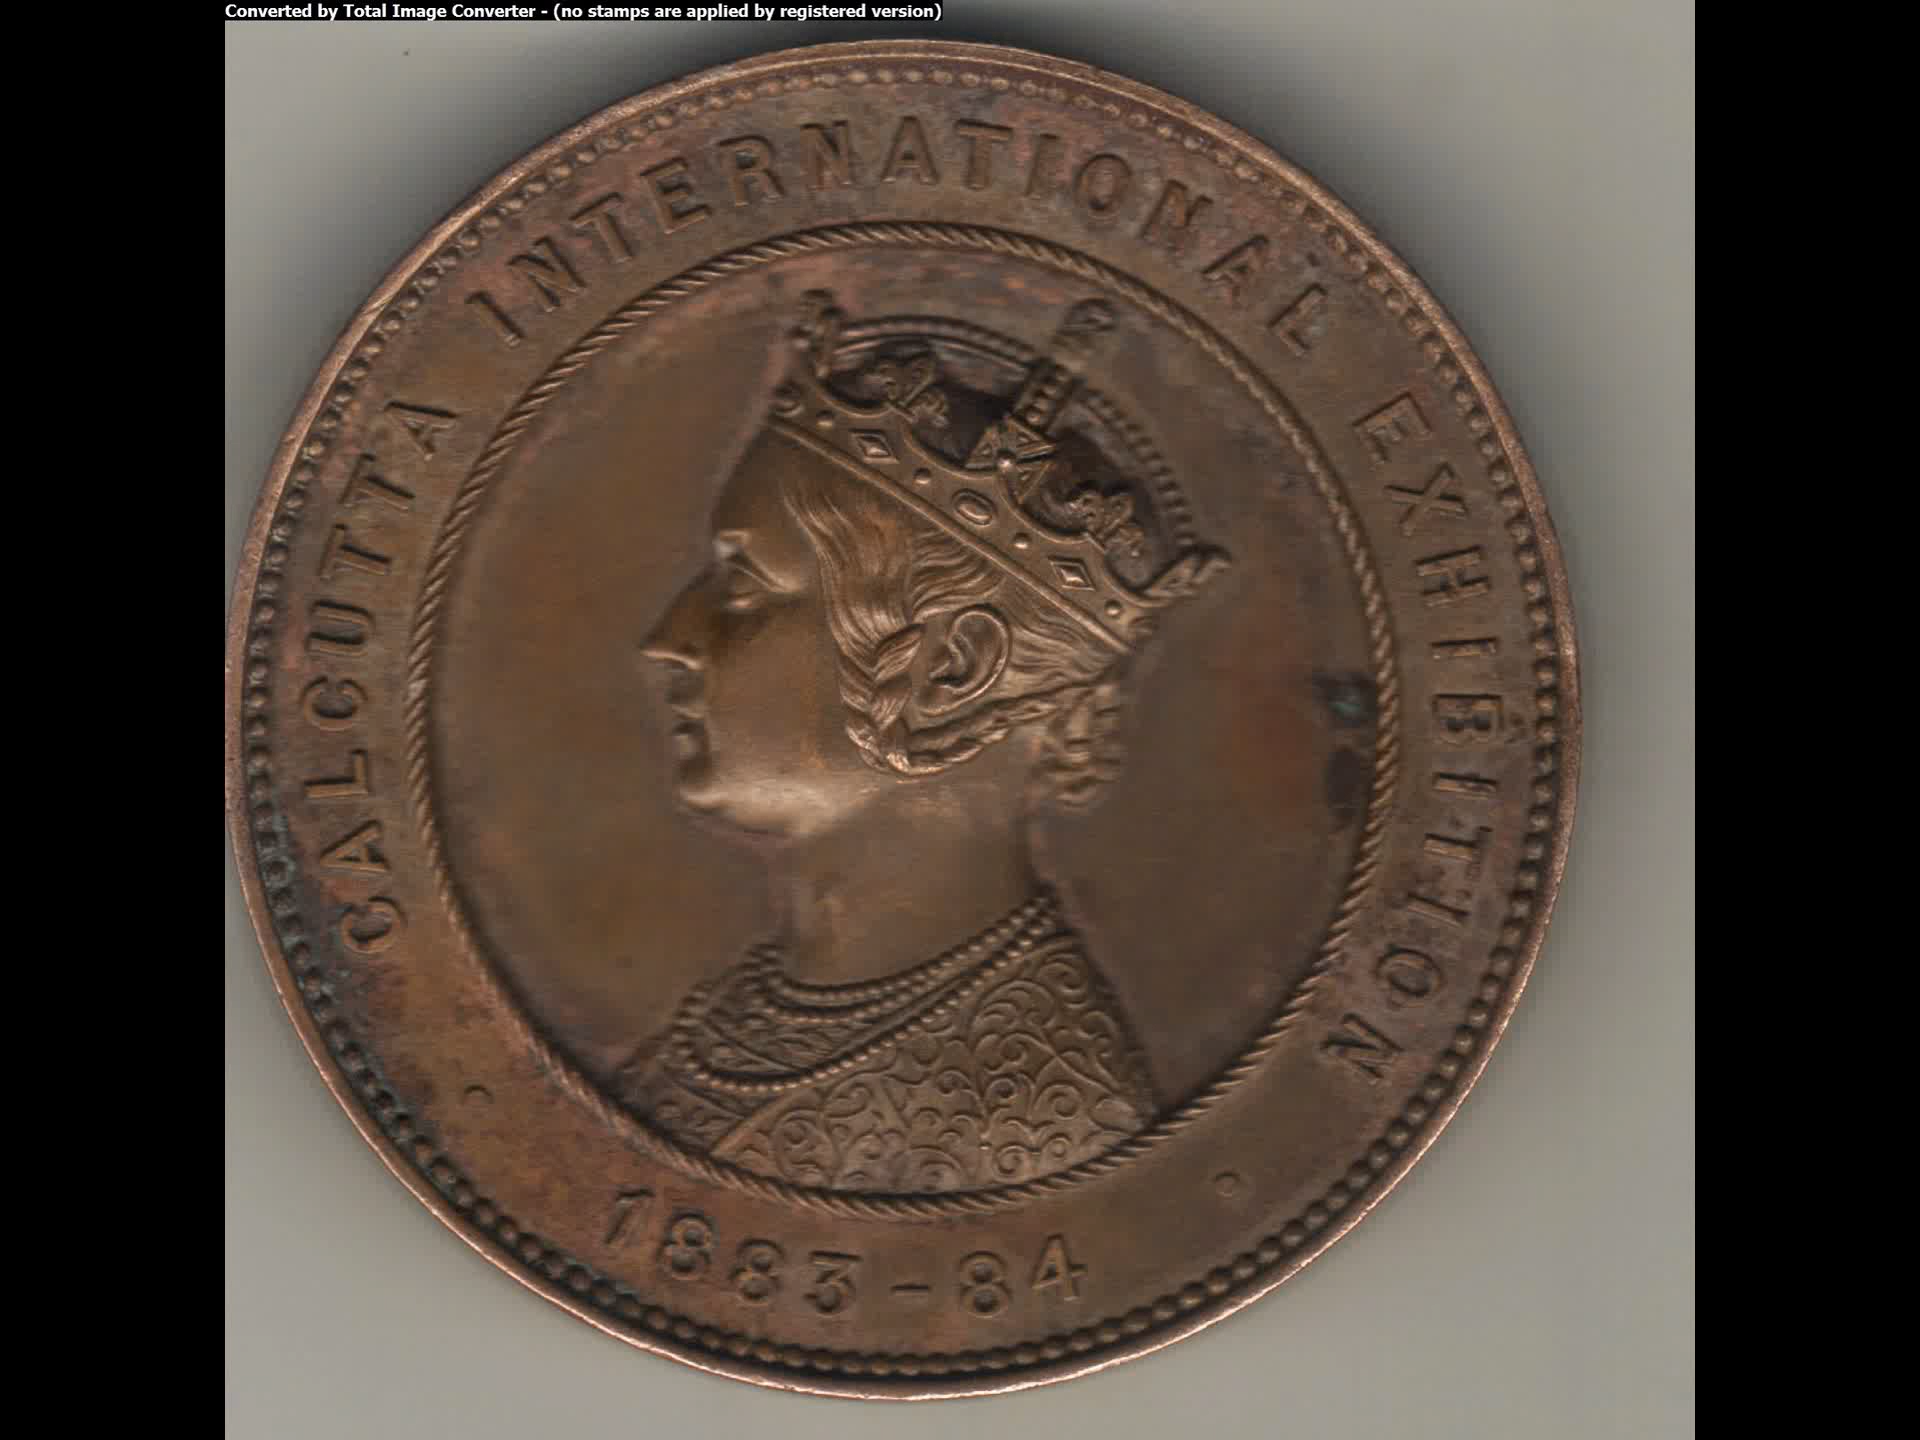 Converted by Total Image Converter - (no stamps are applied by registered version)
CALCUTTA INTERNATIONAL EXHIBITION
1883-84